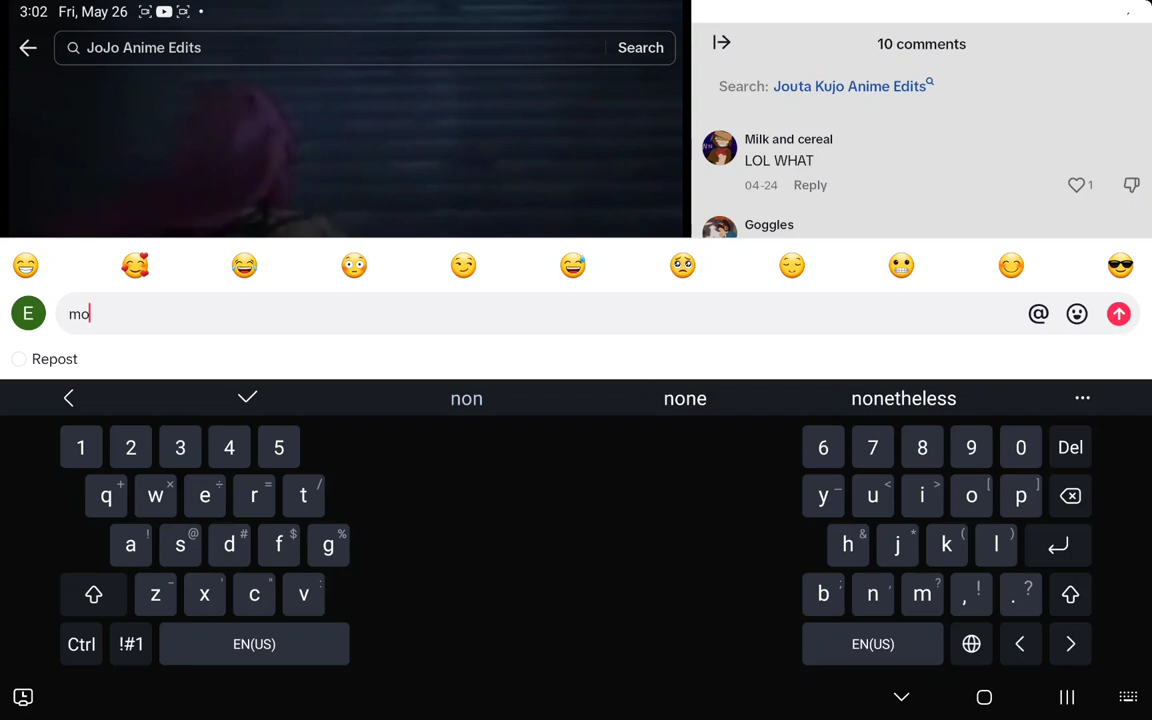 3:02 Fri, May 26
JoJo Anime Edits
Search
10 comments
Search: Jouta Kujo Anime Edits
Milk and cereal
LOL WHAT
04-24 Reply
1
Goggles
E
mo
@
Repost
non none nonetheless ...
1 2 3 4 5 6 7 8 9 0 Del
q + w × e ÷ r = t / y _ u < i > o [ p ]
a ! s @ d # f $ g % h & j * k ( l )
z - x ' c " v : b ; n , m ? , ! . ?
Ctrl !#1 EN(US) EN(US) < >